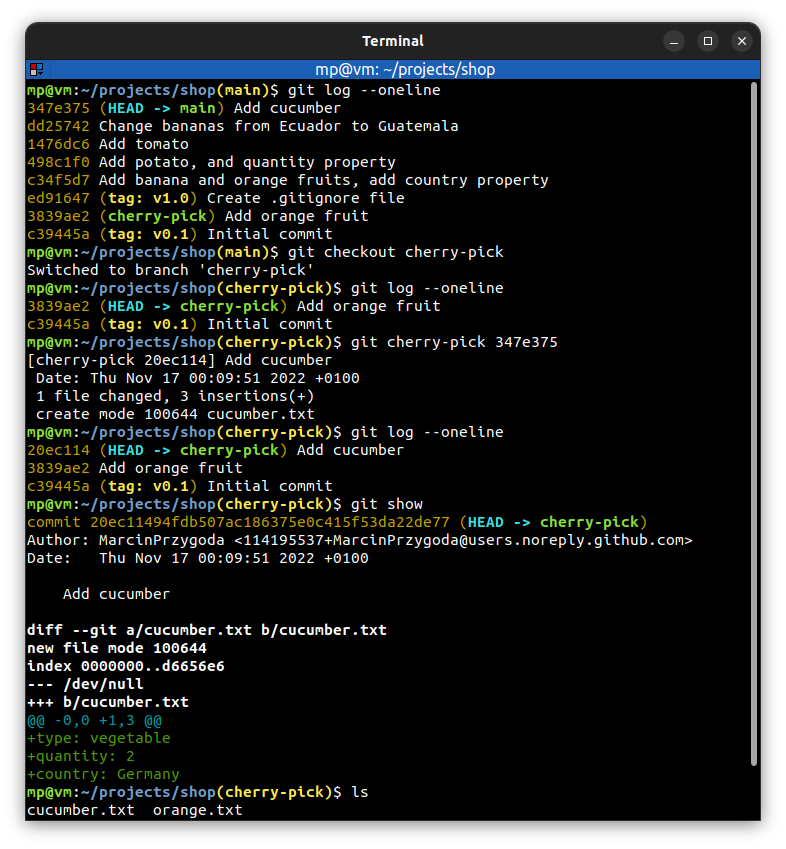 Terminal
mp@vm: ~/projects/shop
mp@vm:~/projects/shop(main)$ git log --oneline
347e375 (HEAD -> main) Add cucumber
dd25742 Change bananas from Ecuador to Guatemala
1476dc6 Add tomato
498c1f0 Add potato, and quantity property
c34f5d7 Add banana and orange fruits, add country property
ed91647 (tag: v1.0) Create .gitignore file
3839ae2 (cherry-pick) Add orange fruit
c39445a (tag: v0.1) Initial commit
mp@vm:~/projects/shop(main)$ git checkout cherry-pick
Switched to branch 'cherry-pick'
mp@vm:~/projects/shop(cherry-pick)$ git log --oneline
3839ae2 (HEAD -> cherry-pick) Add orange fruit
c39445a (tag: v0.1) Initial commit
mp@vm:~/projects/shop(cherry-pick)$ git cherry-pick 347e375
[cherry-pick 20ec114] Add cucumber
 Date: Thu Nov 17 00:09:51 2022 +0100
 1 file changed, 3 insertions(+)
 create mode 100644 cucumber.txt
mp@vm:~/projects/shop(cherry-pick)$ git log --oneline
20ec114 (HEAD -> cherry-pick) Add cucumber
3839ae2 Add orange fruit
c39445a (tag: v0.1) Initial commit
mp@vm:~/projects/shop(cherry-pick)$ git show
commit 20ec11494fdb507ac186375e0c415f53da22de77 (HEAD -> cherry-pick)
Author: MarcinPrzygoda <114195537+MarcinPrzygoda@users.noreply.github.com>
Date:   Thu Nov 17 00:09:51 2022 +0100
    Add cucumber
diff --git a/cucumber.txt b/cucumber.txt
new file mode 100644
index 0000000..d6656e6
--- /dev/null
+++ b/cucumber.txt
@@ -0,0 +1,3 @@
+type: vegetable
+quantity: 2
+country: Germany
mp@vm:~/projects/shop(cherry-pick)$ ls
cucumber.txt  orange.txt